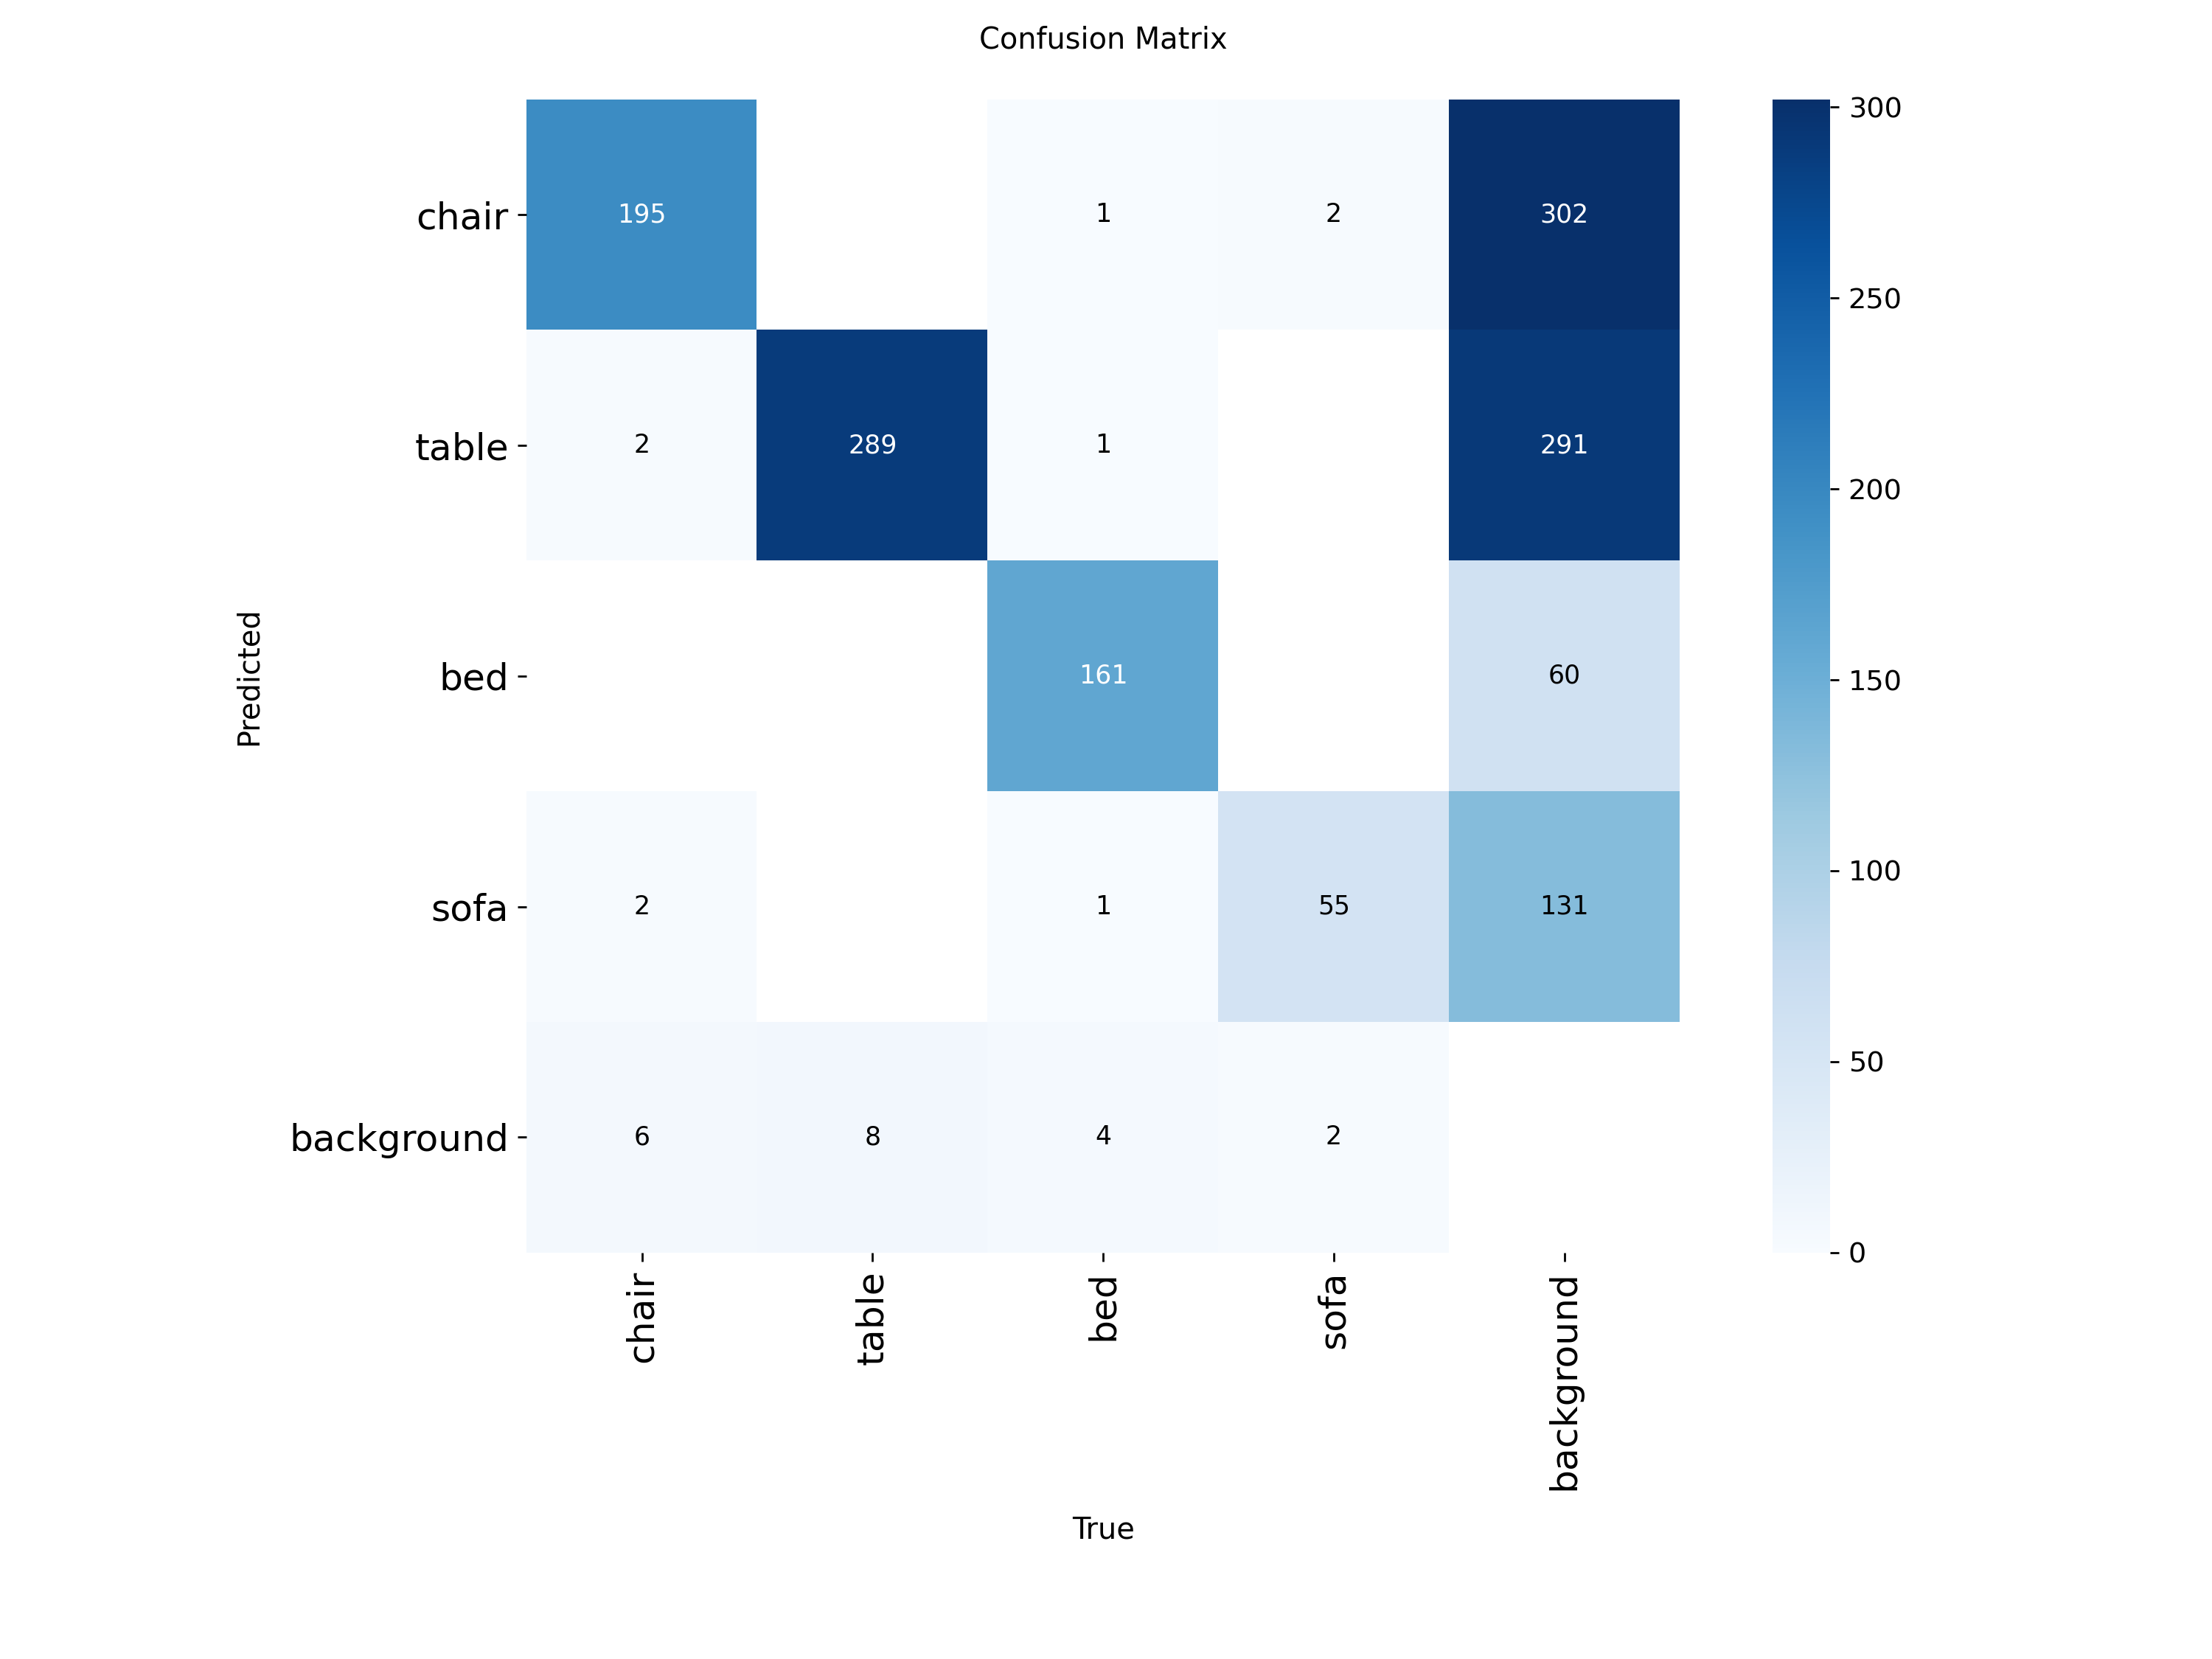 Confusion Matrix
chair 195 1 2 302
table 2 289 1 291
bed 161 60
sofa 2 1 55 131
background 6 8 4 2
chair table bed sofa background
Predicted
True
300
250
200
150
100
50
0